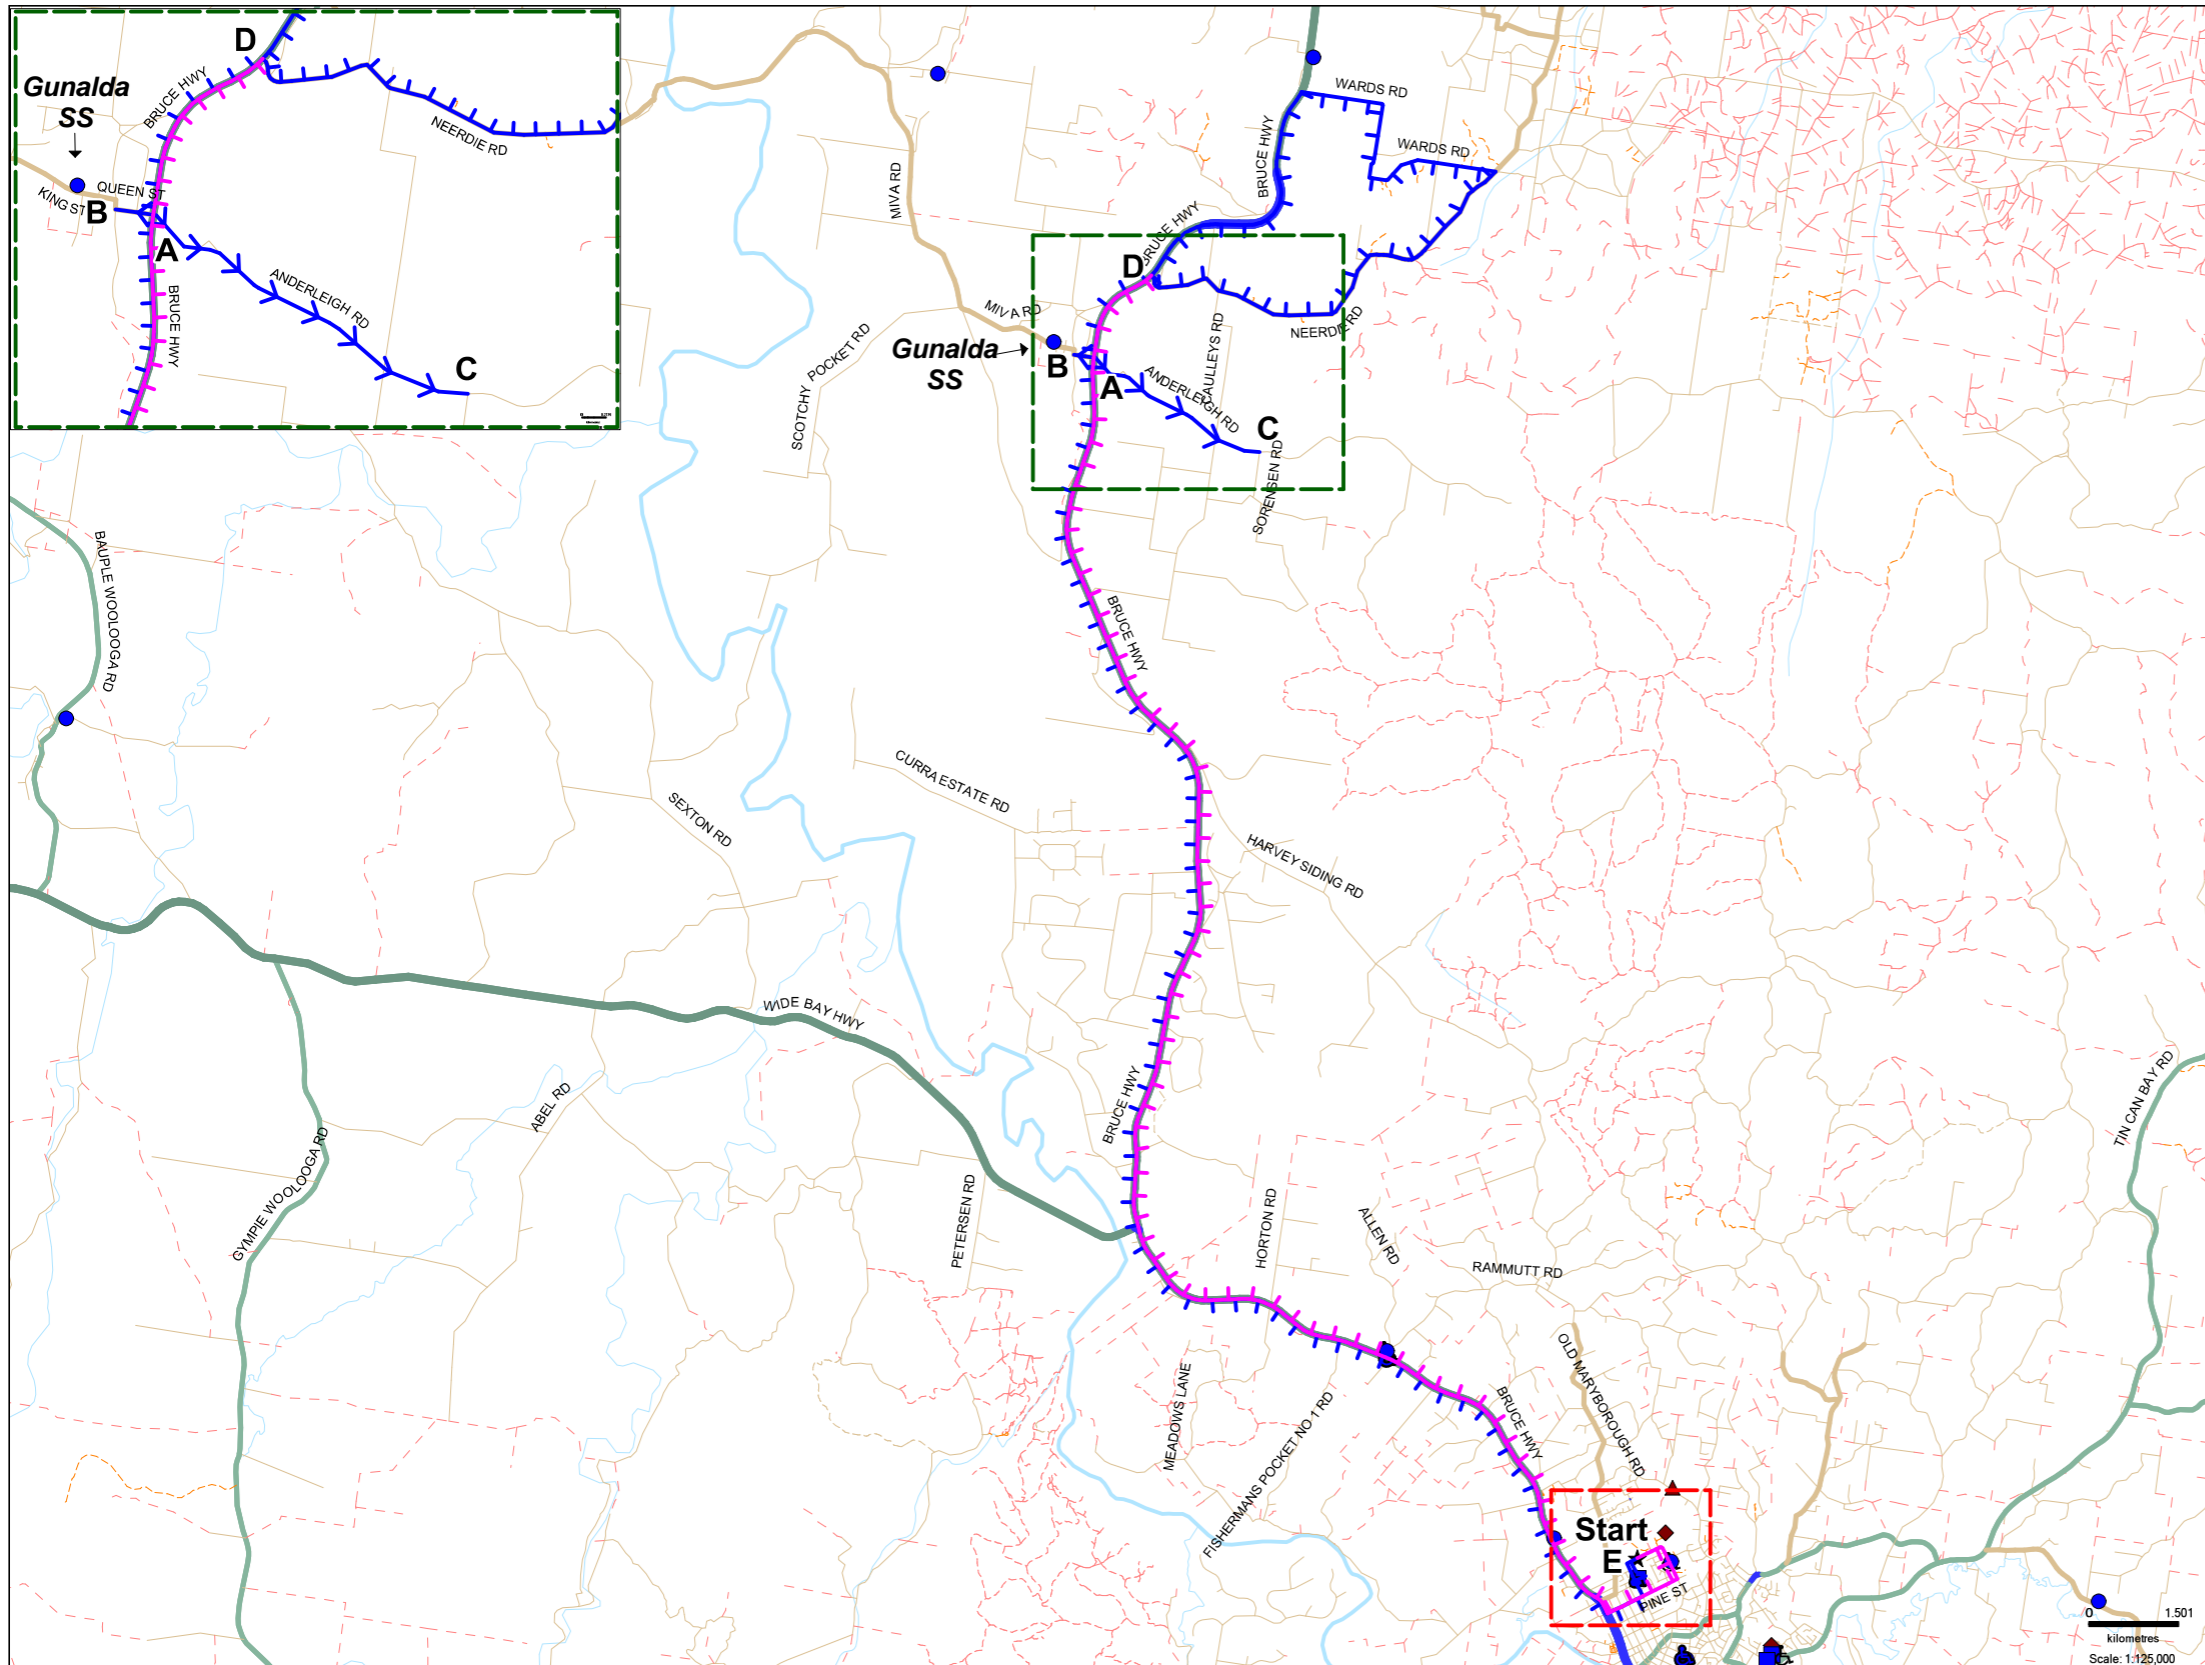 D
BRUCE HWY
Gunalda
SS
NEERDIE RD
QUEEN ST
KING ST
B
A
ANDERLEIGH RD
BRUCE HWY
C
WARDS RD
BRUCE HWY
WARDS RD
MIVA RD
BRUCE HWY
D
MIVA RD
NEERDIE RD
Gunalda
SS
B
A
CAULLEYS RD
ANDERLEIGH RD
C
SCOTCHY POCKET RD
SORENSEN RD
BAUPLE WOOLOOGA RD
BRUCE HWY
CURRA ESTATE RD
SEXTON RD
HARVEY SIDING RD
WIDE BAY HWY
BRUCE HWY
ABEL RD
TIN CAN BAY RD
GYMPIE WOOLOOGA RD
PETERSEN RD
HORTON RD
ALLEN RD
RAMMUTT RD
OLD MARYBOROUGH RD
MEADOWS LANE
FISHERMANS POCKET NO 1 RD
BRUCE HWY
Start
E
PINE ST
0 1.501
kilometres
Scale: 1:125,000